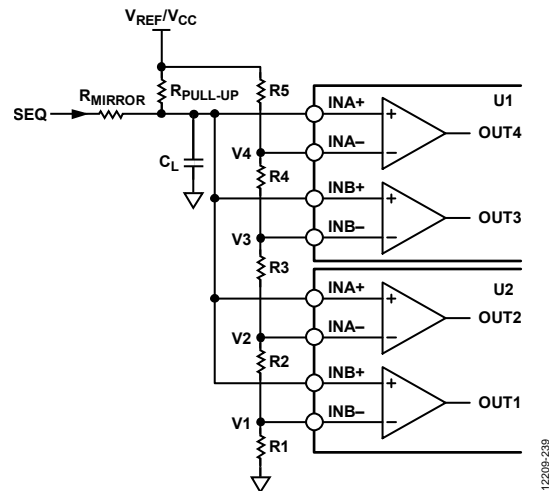 VREF/VCC
RPULL-UP
R5
U1
SEQ
RMIRROR
INA+
+
OUT4
V4
INA–
–
CL
R4
INB+
+
OUT3
V3
INB–
–
R3
U2
INA+
+
OUT2
V2
INA–
–
R2
INB+
+
OUT1
V1
INB–
–
R1
12209-239